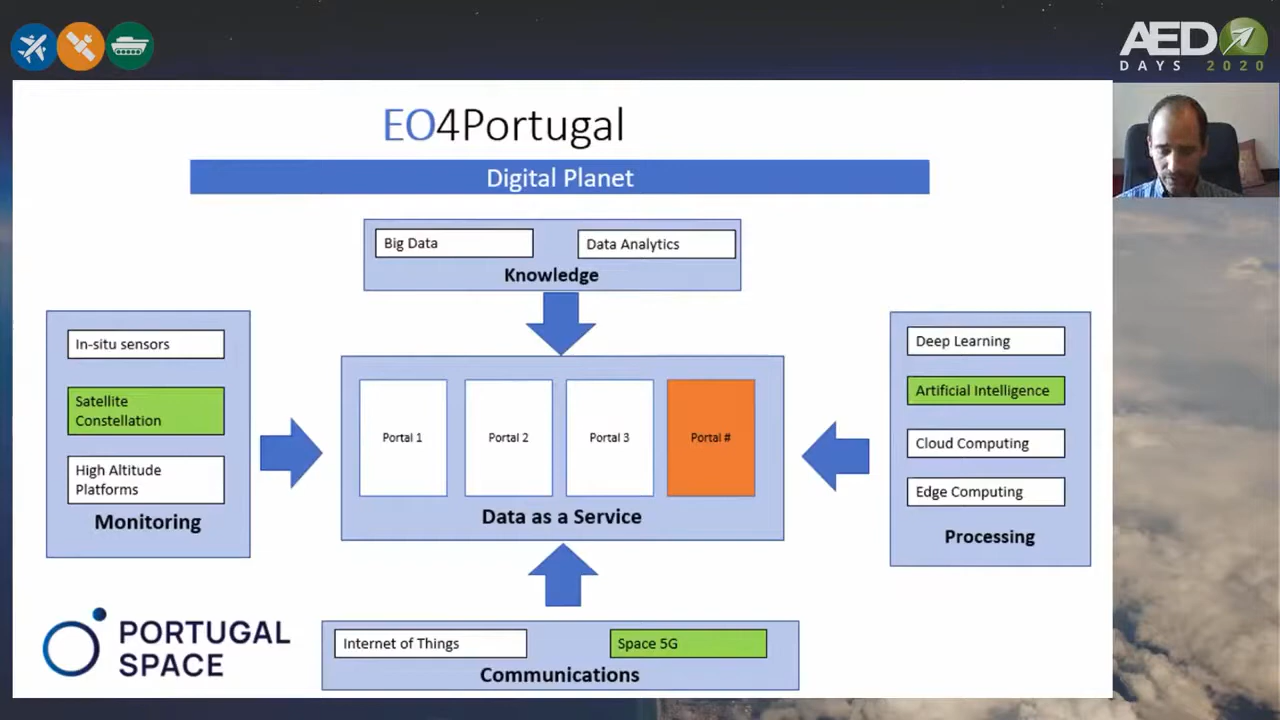 AED
DAYS 2020
EO4Portugal
Digital Planet
Big Data
Data Analytics
Knowledge
In-situ sensors
Satellite
Constellation
High Altitude
Platforms
Monitoring
Portal 1
Portal 2
Portal 3
Portal #
Data as a Service
Deep Learning
Artificial Intelligence
Cloud Computing
Edge Computing
Processing
Internet of Things
Space 5G
Communications
PORTUGAL
SPACE